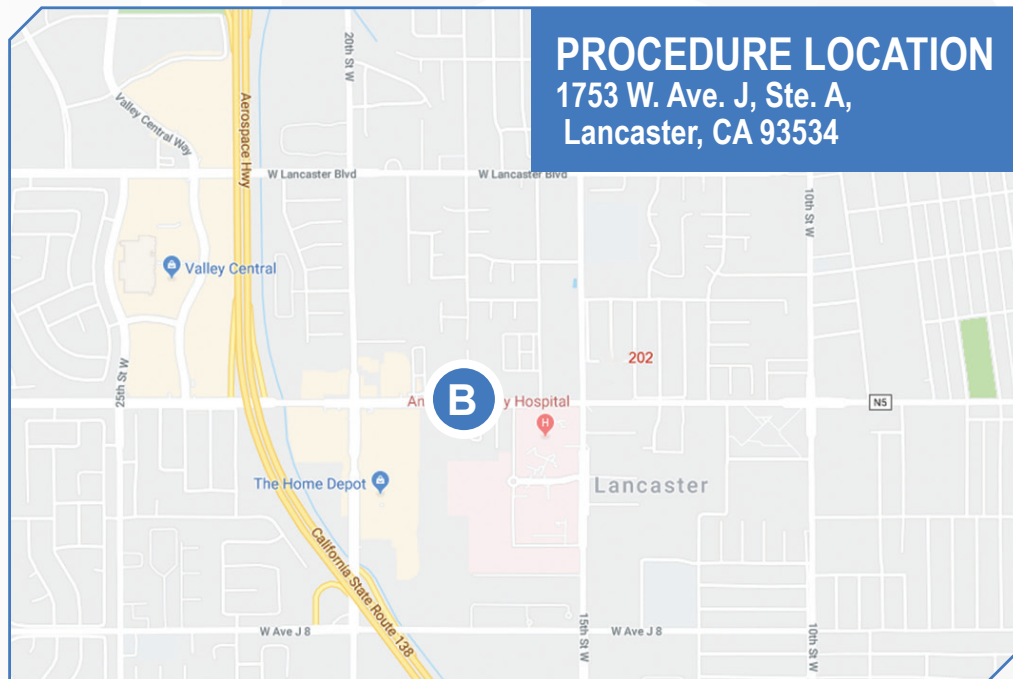 PROCEDURE LOCATION
1753 W. Ave. J, Ste. A,
Lancaster, CA 93534
20th St W
Valley Central Way
Aerospace Hwy
W Lancaster Blvd
W Lancaster Blvd
10th St W
Valley Central
25th St W
202
An
B
y Hospital
N5
H
The Home Depot
Lancaster
California State Route 138
W Ave J 8
15th St W
W Ave J 8
10th St W